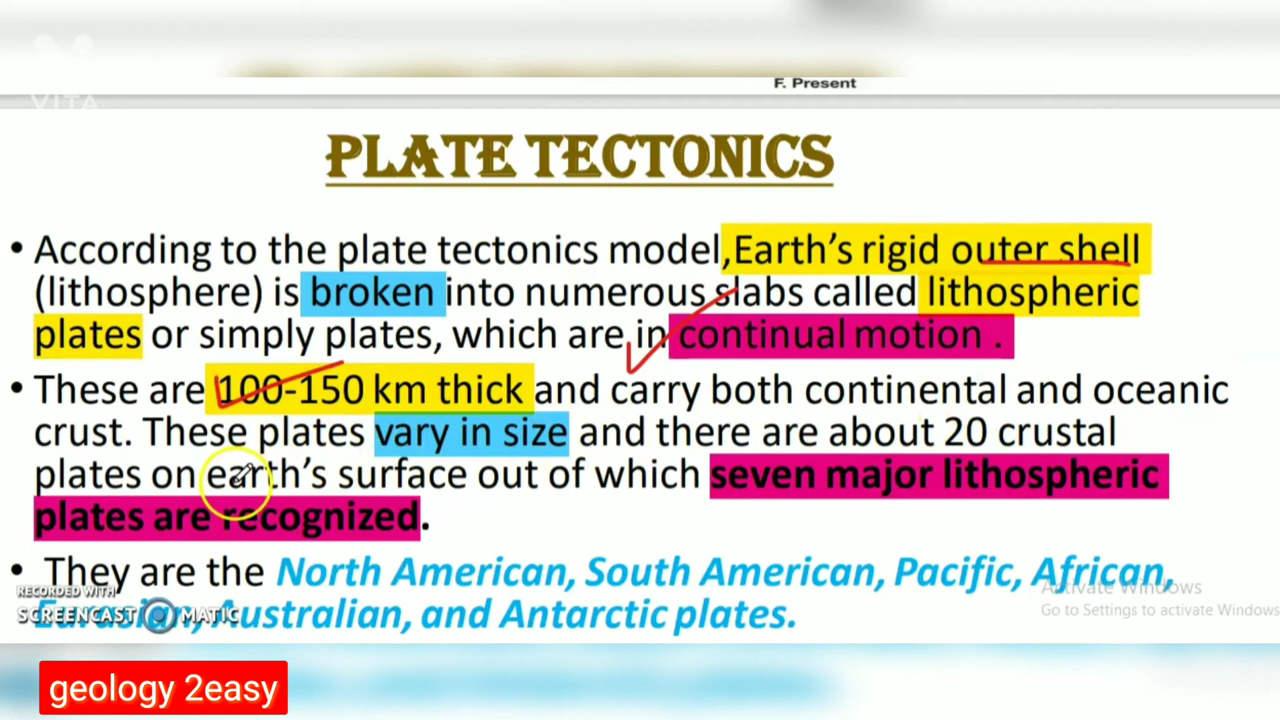 VITA
F. Present
PLATE TECTONICS
• According to the plate tectonics model,Earth's rigid outer shell
(lithosphere) is broken into numerous slabs called lithospheric
plates or simply plates, which are in continual motion .
• These are 100-150 km thick and carry both continental and oceanic
crust. These plates vary in size and there are about 20 crustal
plates on earth's surface out of which seven major lithospheric
plates are recognized.
• They are the North American, South American, Pacific, African,
Eurasian, Australian, and Antarctic plates.
RECORDED WITH
SCREENCAST MATIC
Activate Windows
Go to Settings to activate Windows
geology 2easy